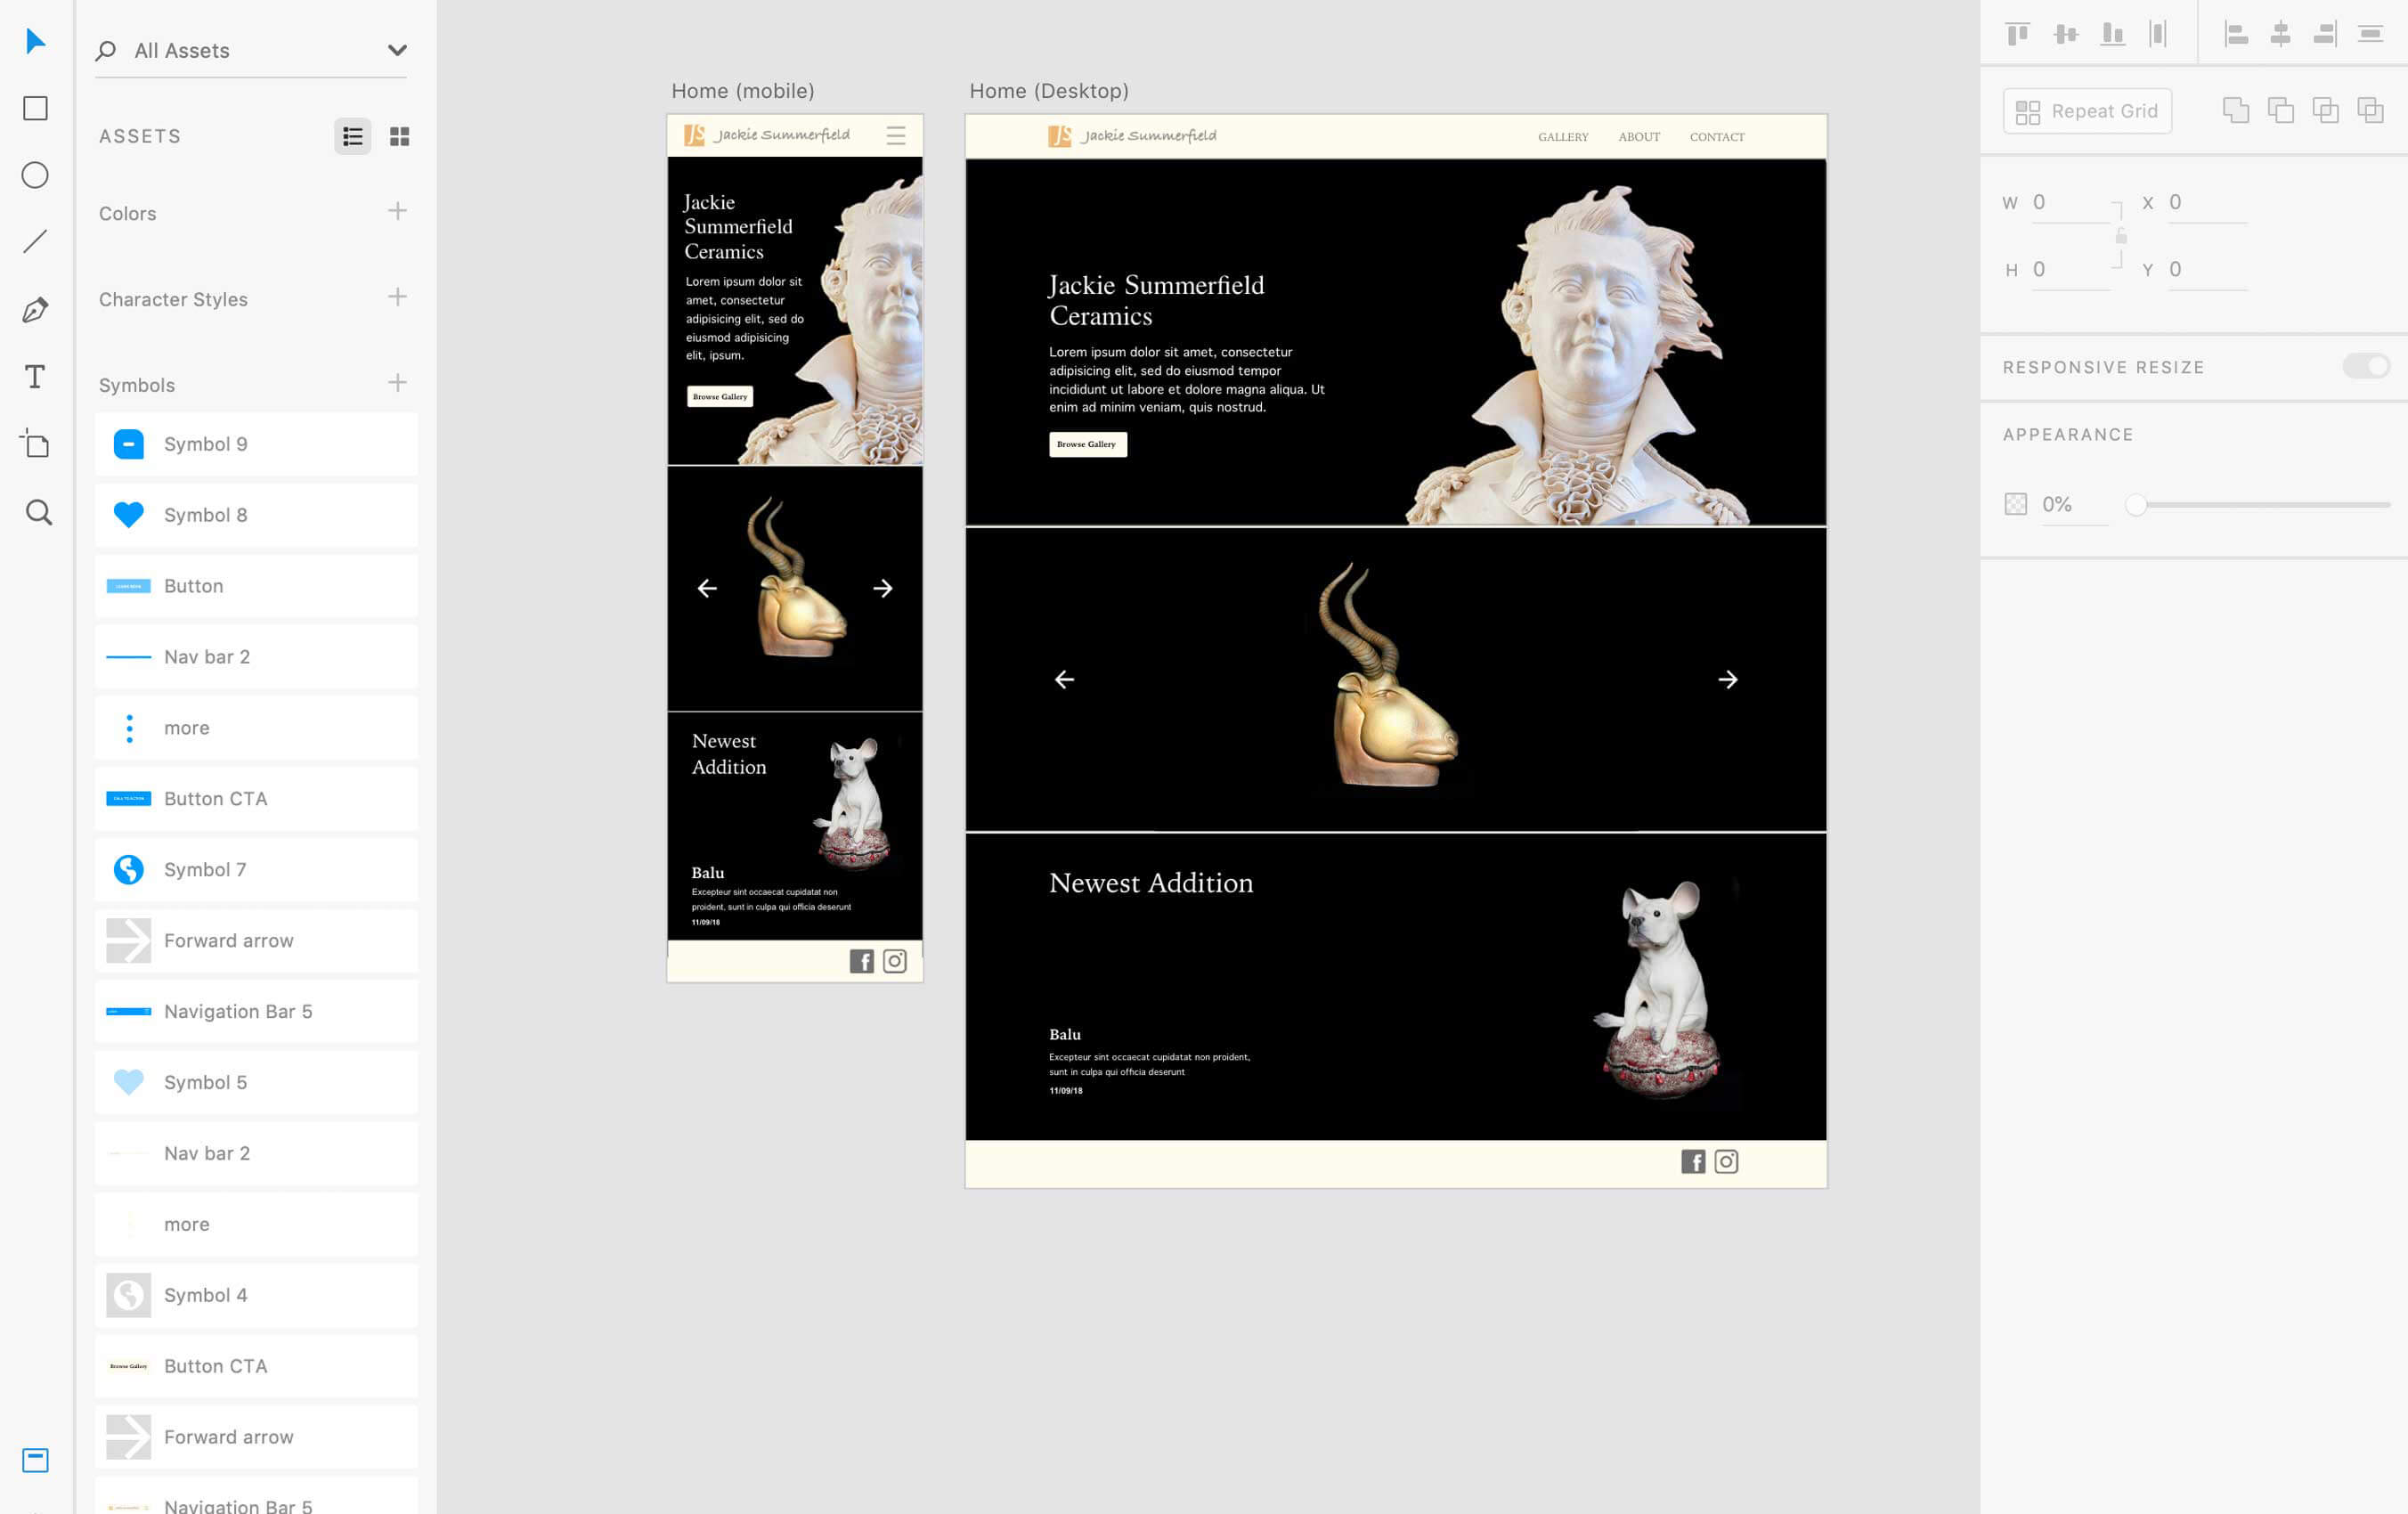 All Assets
ASSETS
Colors
Character Styles
Symbols
Symbol 9
Symbol 8
Button
Nav bar 2
more
Button CTA
Symbol 7
Forward arrow
Navigation Bar 5
Symbol 5
Nav bar 2
more
Symbol 4
Browse Gallery
Button CTA
Forward arrow
Navigation Bar 5
Home (mobile)
JS Jackie Summerfield
Jackie
Summerfield
Ceramics
Lorem ipsum dolor sit
amet, consectetur
adipisicing elit, sed do
eiusmod adipisicing
elit, ipsum.
Browse Gallery
Newest
Addition
Balu
Excepteur sint occaecat cupidatat non
proident, sunt in culpa qui officia deserunt
11/09/18
Home (Desktop)
JS Jackie Summerfield
GALLERY ABOUT CONTACT
Jackie Summerfield
Ceramics
Lorem ipsum dolor sit amet, consectetur
adipisicing elit, sed do eiusmod tempor
incididunt ut labore et dolore magna aliqua. Ut
enim ad minim veniam, quis nostrud.
Browse Gallery
Newest Addition
Balu
Excepteur sint occaecat cupidatat non proident,
sunt in culpa qui officia deserunt
11/09/18
Repeat Grid
W 0 X 0
H 0 Y 0
RESPONSIVE RESIZE
APPEARANCE
0%